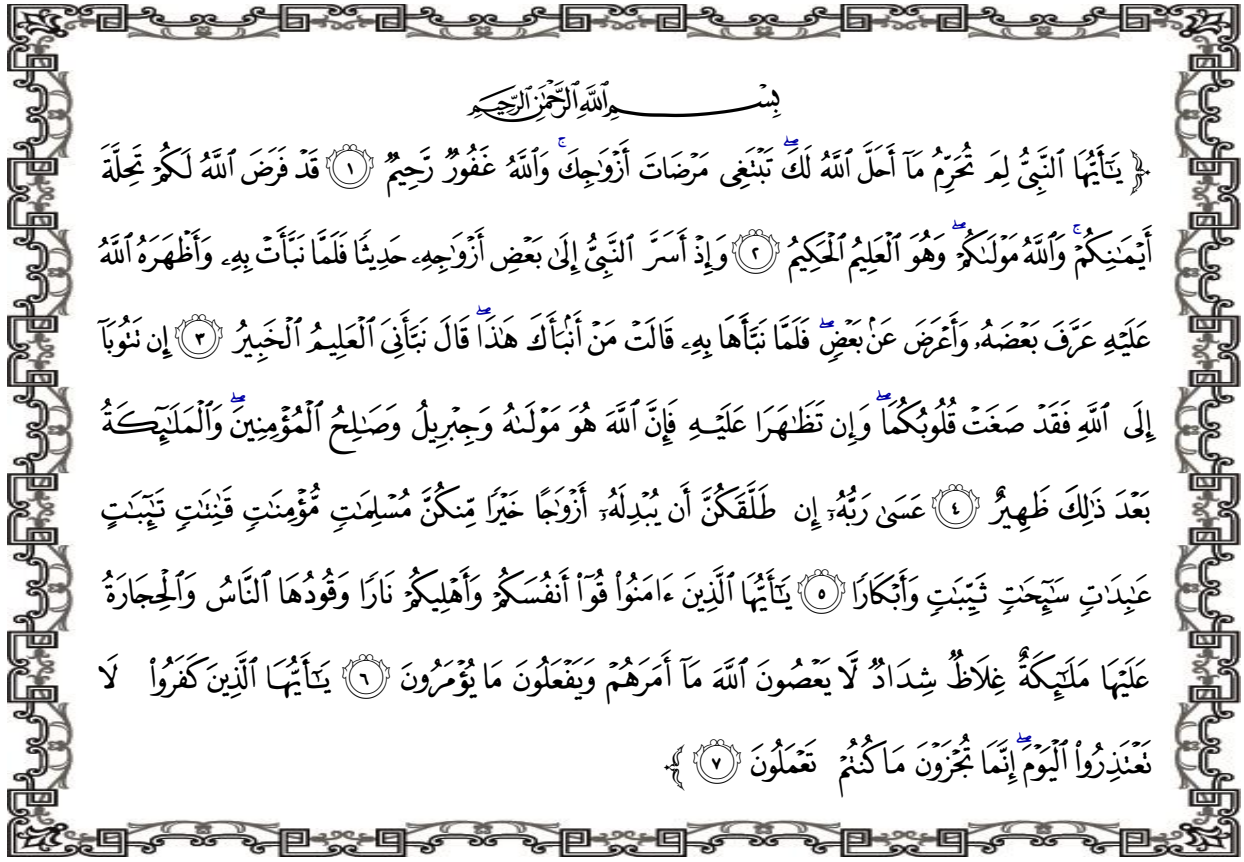 بِسْمِ ٱللَّهِ ٱلرَّحْمَٰنِ ٱلرَّحِيمِ
﴿ يَٰٓأَيُّهَا ٱلنَّبِىُّ لِمَ تُحَرِّمُ مَآ أَحَلَّ ٱللَّهُ لَكَۖ تَبْتَغِى مَرْضَاتَ أَزْوَٰجِكَۚ وَٱللَّهُ غَفُورٌ رَّحِيمٌ ١ قَدْ فَرَضَ ٱللَّهُ لَكُمْ تَحِلَّةَ
أَيْمَٰنِكُمْۚ وَٱللَّهُ مَوْلَىٰكُمْۖ وَهُوَ ٱلْعَلِيمُ ٱلْحَكِيمُ ٢ وَإِذْ أَسَرَّ ٱلنَّبِىُّ إِلَىٰ بَعْضِ أَزْوَٰجِهِۦ حَدِيثًا فَلَمَّا نَبَّأَتْ بِهِۦ وَأَظْهَرَهُ ٱللَّهُ
عَلَيْهِ عَرَّفَ بَعْضَهُۥ وَأَعْرَضَ عَنۢ بَعْضٍۖ فَلَمَّا نَبَّأَهَا بِهِۦ قَالَتْ مَنْ أَنۢبَأَكَ هَٰذَاۖ قَالَ نَبَّأَنِىَ ٱلْعَلِيمُ ٱلْخَبِيرُ ٣ إِن تَتُوبَآ
إِلَى ٱللَّهِ فَقَدْ صَغَتْ قُلُوبُكُمَاۖ وَإِن تَظَٰهَرَا عَلَيْهِ فَإِنَّ ٱللَّهَ هُوَ مَوْلَىٰهُ وَجِبْرِيلُ وَصَٰلِحُ ٱلْمُؤْمِنِينَۖ وَٱلْمَلَٰٓئِكَةُ
بَعْدَ ذَٰلِكَ ظَهِيرٌ ٤ عَسَىٰ رَبُّهُۥٓ إِن طَلَّقَكُنَّ أَن يُبْدِلَهُۥٓ أَزْوَٰجًا خَيْرًا مِّنكُنَّ مُسْلِمَٰتٍ مُّؤْمِنَٰتٍ قَٰنِتَٰتٍ تَٰٓئِبَٰتٍ
عَٰبِدَٰتٍ سَٰٓئِحَٰتٍ ثَيِّبَٰتٍ وَأَبْكَارًا ٥ يَٰٓأَيُّهَا ٱلَّذِينَ ءَامَنُوا۟ قُوٓا۟ أَنفُسَكُمْ وَأَهْلِيكُمْ نَارًا وَقُودُهَا ٱلنَّاسُ وَٱلْحِجَارَةُ
عَلَيْهَا مَلَٰٓئِكَةٌ غِلَاظٌ شِدَادٌ لَّا يَعْصُونَ ٱللَّهَ مَآ أَمَرَهُمْ وَيَفْعَلُونَ مَا يُؤْمَرُونَ ٦ يَٰٓأَيُّهَا ٱلَّذِينَ كَفَرُوا۟ لَا
تَعْتَذِرُوا۟ ٱلْيَوْمَۖ إِنَّمَا تُجْزَوْنَ مَا كُنتُمْ تَعْمَلُونَ ٧ ﴾